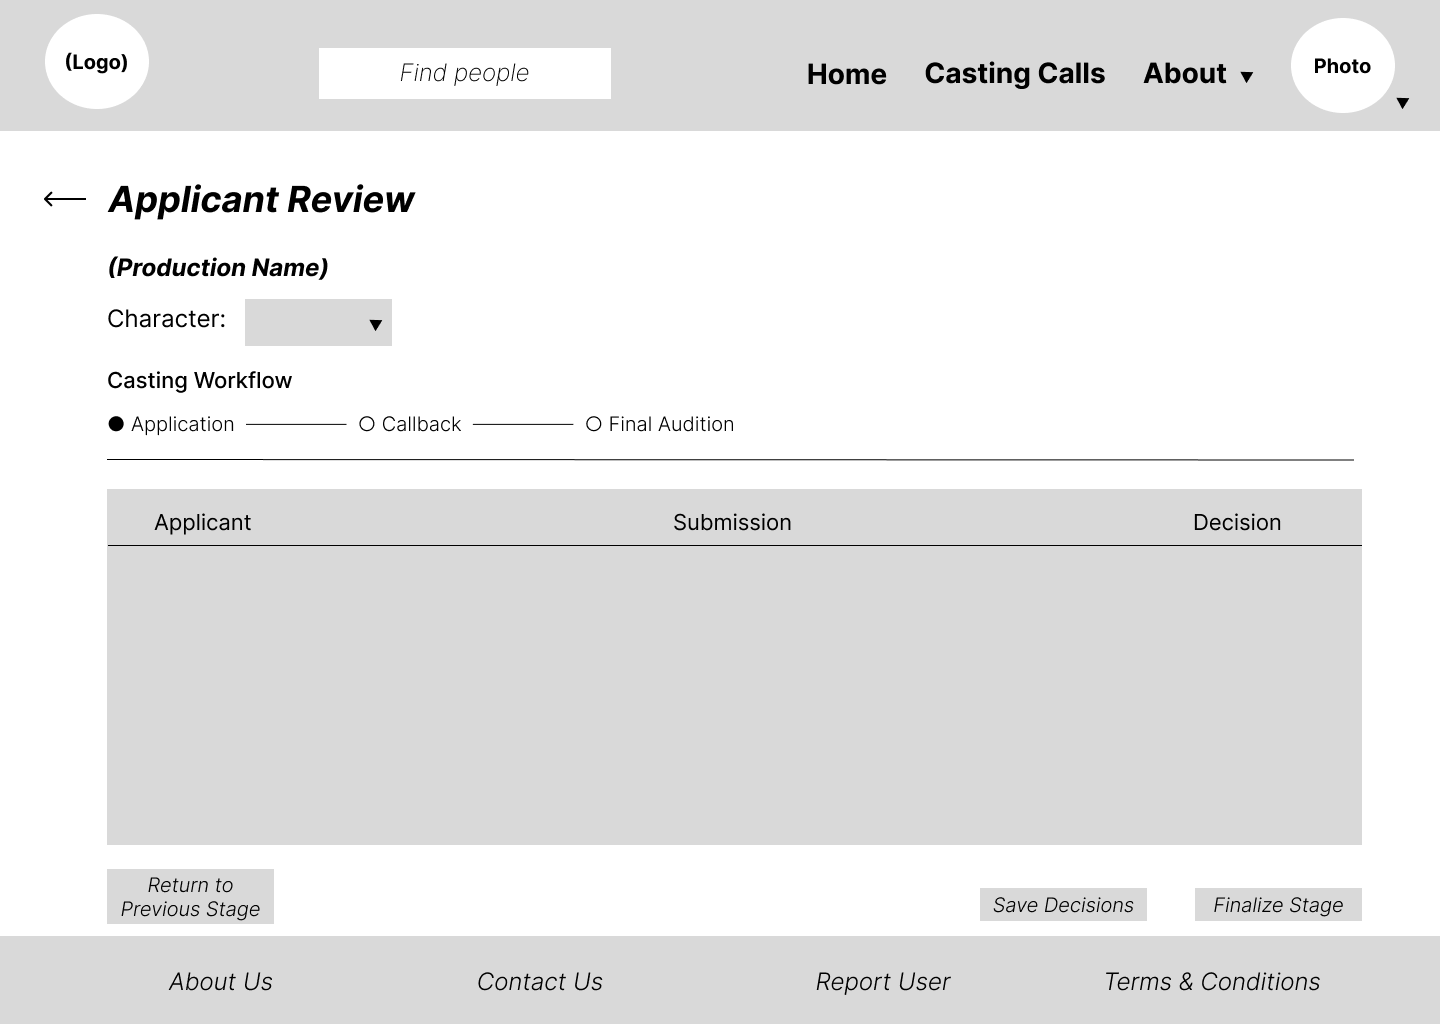 (Logo)
Find people
Home
Casting Calls
About
Photo
Applicant Review
(Production Name)
Character:
Casting Workflow
Application
Callback
Final Audition
Applicant
Submission
Decision
Return to
Previous Stage
Save Decisions
Finalize Stage
About Us
Contact Us
Report User
Terms & Conditions